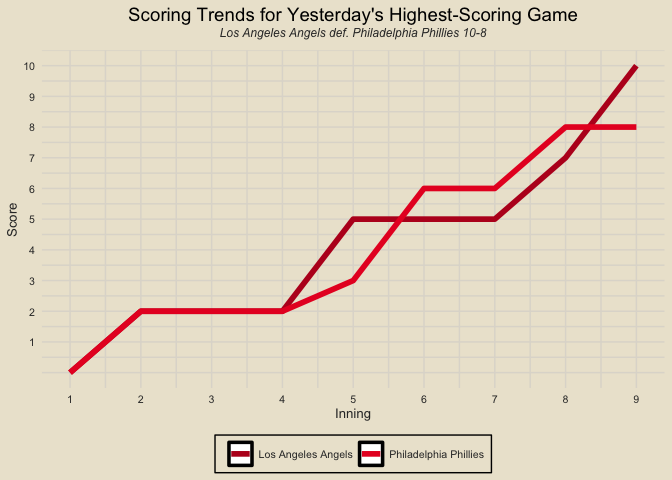 Scoring Trends for Yesterday's Highest-Scoring Game
Los Angeles Angels def. Philadelphia Phillies 10-8
10
9
8
7
6
5
4
3
2
1
Score
1 2 3 4 5 6 7 8 9
Inning
Los Angeles Angels Philadelphia Phillies